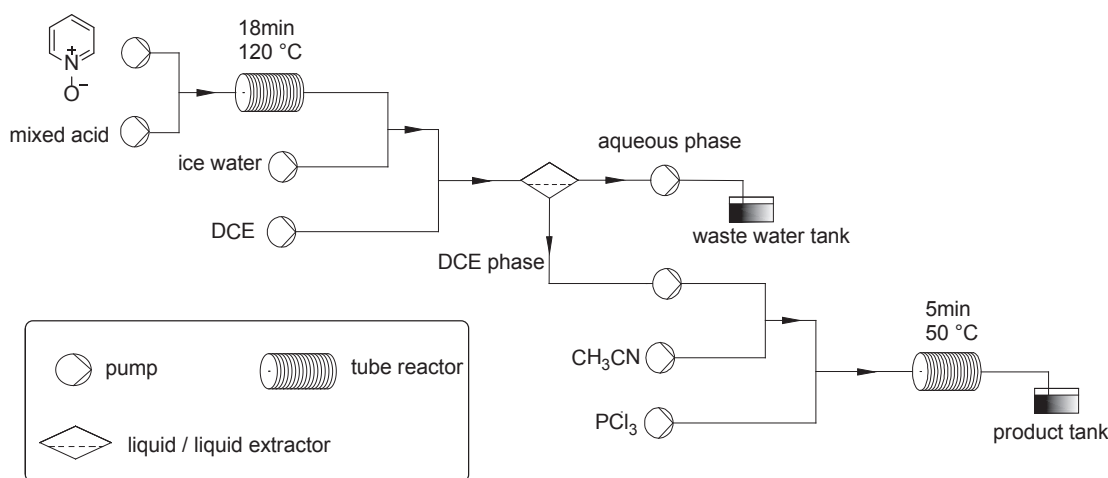 18min
120 °C
N
+
O
−
mixed acid
ice water
DCE
aqueous phase
waste water tank
DCE phase
CH₃CN
PCl₃
5min
50 °C
product tank
pump
tube reactor
liquid / liquid extractor